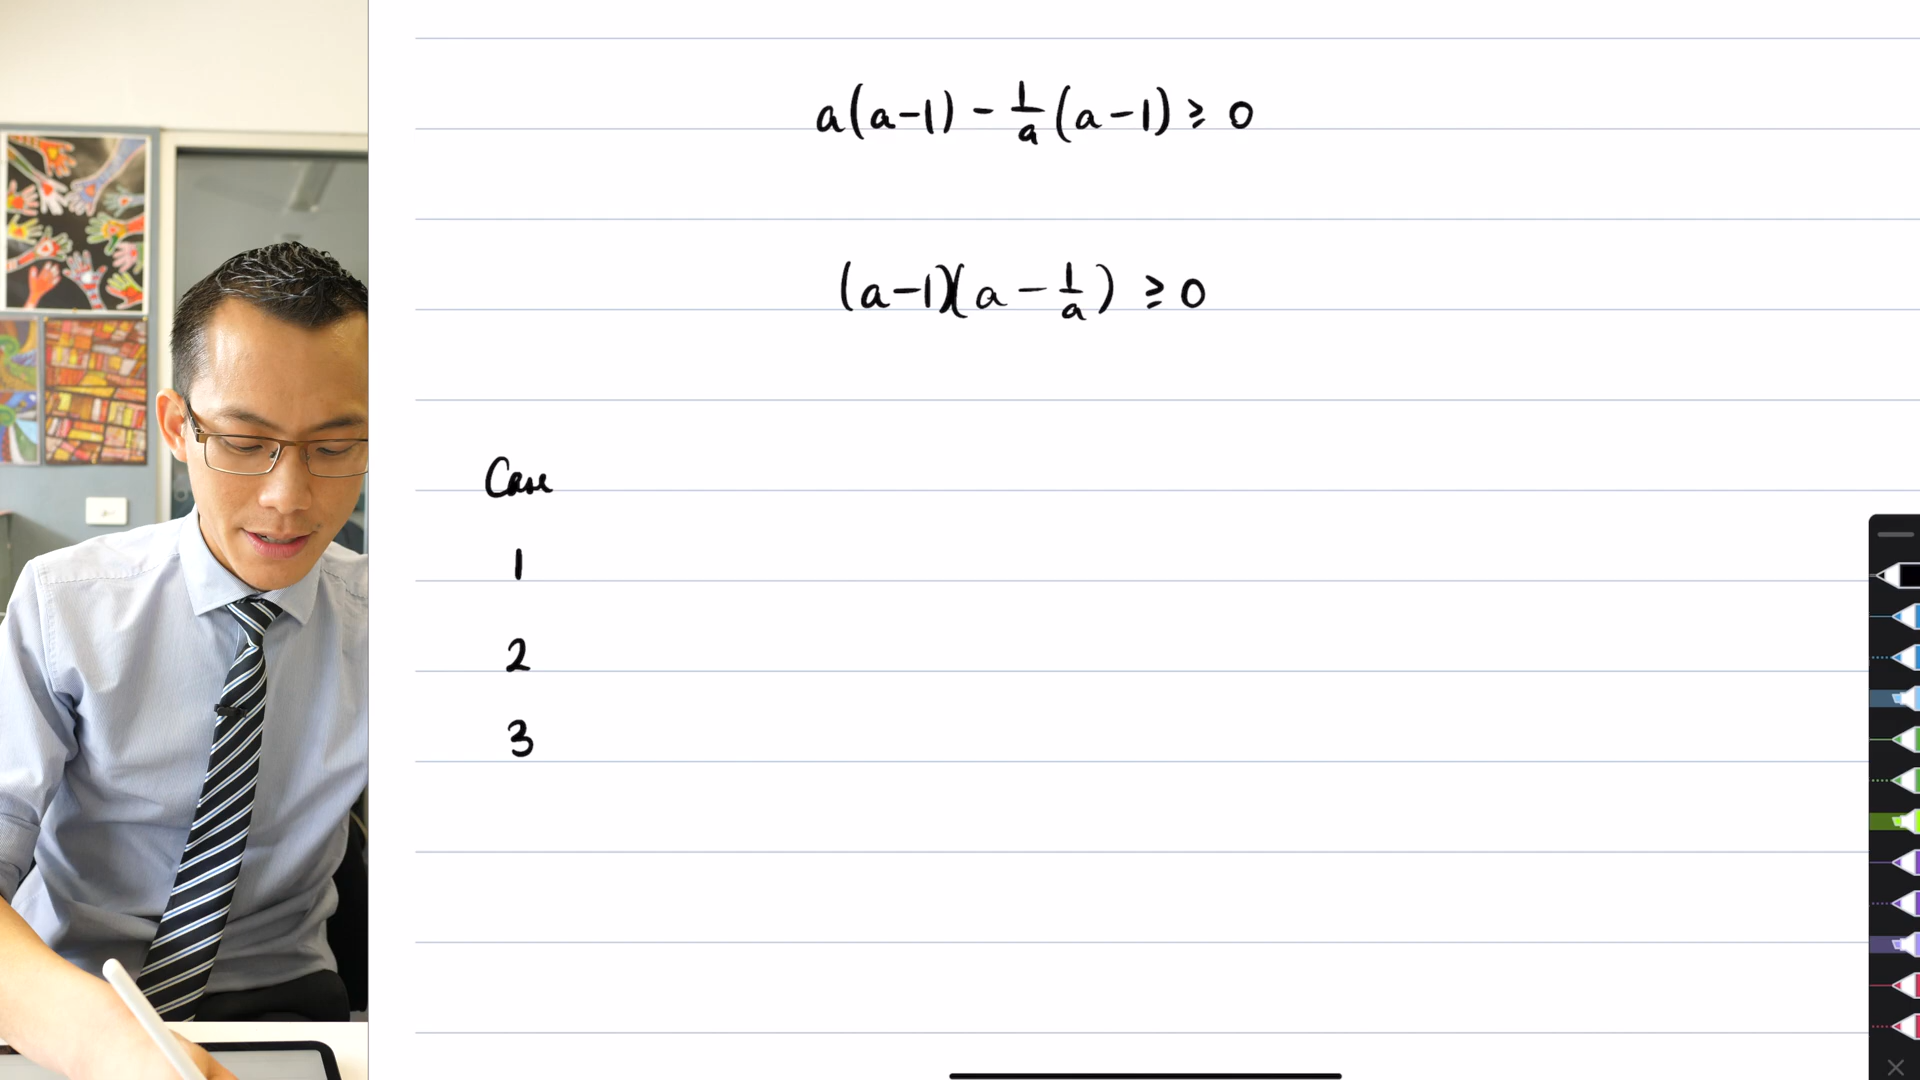 a(a-1) - 1/a (a-1) ≥ 0
(a-1)(a - 1/a) ≥ 0
Case
1
2
3